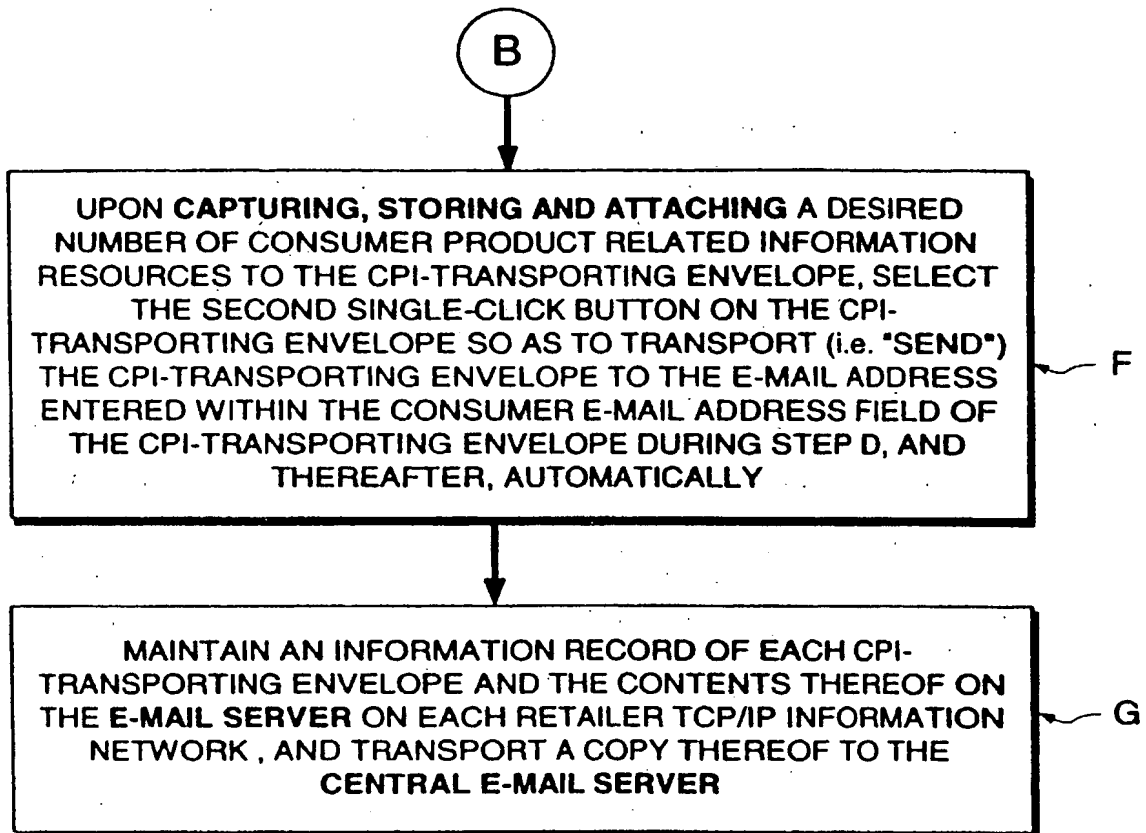 B
UPON CAPTURING, STORING AND ATTACHING A DESIRED
NUMBER OF CONSUMER PRODUCT RELATED INFORMATION
RESOURCES TO THE CPI-TRANSPORTING ENVELOPE, SELECT
THE SECOND SINGLE-CLICK BUTTON ON THE CPI-
TRANSPORTING ENVELOPE SO AS TO TRANSPORT (i.e. "SEND")
THE CPI-TRANSPORTING ENVELOPE TO THE E-MAIL ADDRESS
ENTERED WITHIN THE CONSUMER E-MAIL ADDRESS FIELD OF
THE CPI-TRANSPORTING ENVELOPE DURING STEP D, AND
THEREAFTER, AUTOMATICALLY
F
MAINTAIN AN INFORMATION RECORD OF EACH CPI-
TRANSPORTING ENVELOPE AND THE CONTENTS THEREOF ON
THE E-MAIL SERVER ON EACH RETAILER TCP/IP INFORMATION
NETWORK , AND TRANSPORT A COPY THEREOF TO THE
CENTRAL E-MAIL SERVER
G